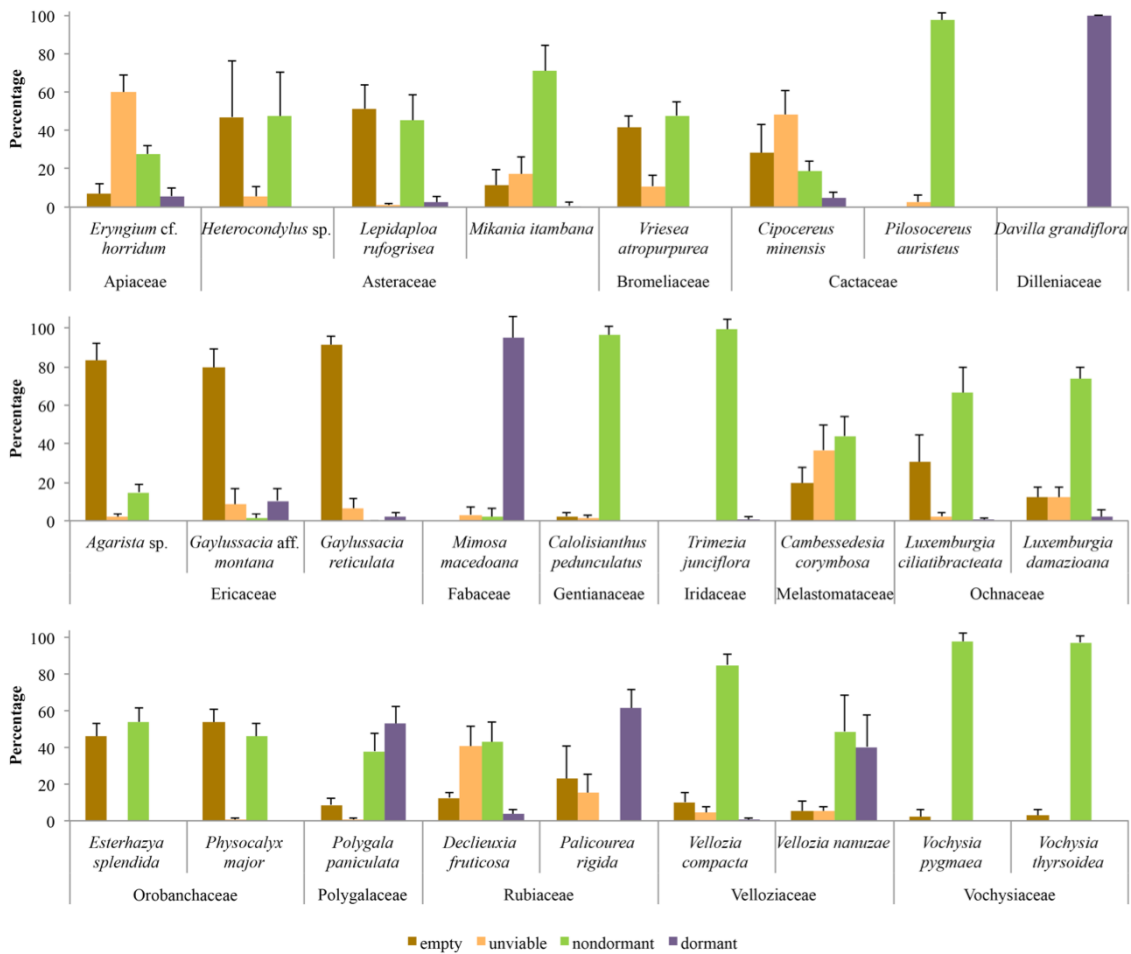 Percentage
100
80
60
40
20
0
Eryngium cf. horridum
Heterocondylus sp.
Lepidaploa rufogrisea
Mikania itambana
Vriesea atropurpurea
Cipocereus minensis
Pilosocereus auristeus
Davilla grandiflora
Apiaceae
Asteraceae
Bromeliaceae
Cactaceae
Dilleniaceae
Percentage
100
80
60
40
20
0
Agarista sp.
Gaylussacia aff. montana
Gaylussacia reticulata
Mimosa macedoana
Calolisianthus pedunculatus
Trimezia junciflora
Cambessedesia corymbosa
Luxemburgia ciliatibracteata
Luxemburgia damazioana
Ericaceae
Fabaceae
Gentianaceae
Iridaceae
Melastomataceae
Ochnaceae
Percentage
100
80
60
40
20
0
Esterhazya splendida
Physocalyx major
Polygala paniculata
Declieuxia fruticosa
Palicourea rigida
Vellozia compacta
Vellozia nanuzae
Vochysia pygmaea
Vochysia thyrsoidea
Orobanchaceae
Polygalaceae
Rubiaceae
Velloziaceae
Vochysiaceae
empty
unviable
nondormant
dormant